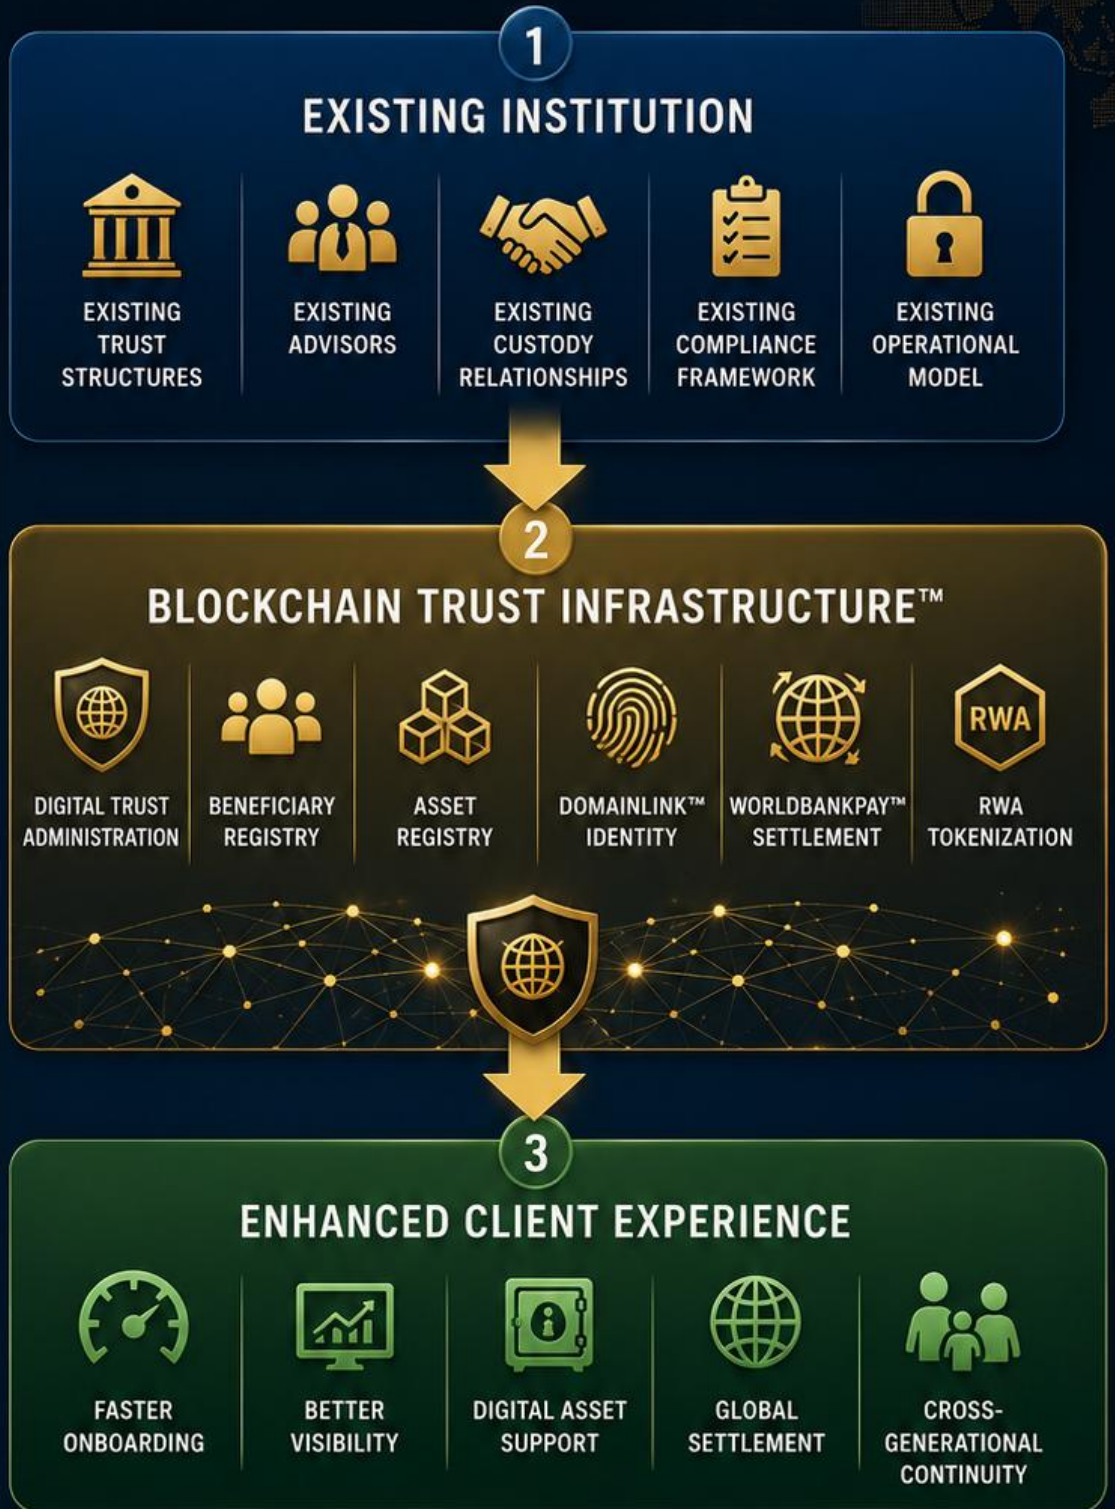 1
EXISTING INSTITUTION
EXISTING
TRUST
STRUCTURES
EXISTING
ADVISORS
EXISTING
CUSTODY
RELATIONSHIPS
EXISTING
COMPLIANCE
FRAMEWORK
EXISTING
OPERATIONAL
MODEL
2
BLOCKCHAIN TRUST INFRASTRUCTURE™
DIGITAL TRUST
ADMINISTRATION
BENEFICIARY
REGISTRY
ASSET
REGISTRY
DOMAINLINK™
IDENTITY
WORLDBANKPAY™
SETTLEMENT
RWA
RWA
TOKENIZATION
3
ENHANCED CLIENT EXPERIENCE
FASTER
ONBOARDING
BETTER
VISIBILITY
DIGITAL ASSET
SUPPORT
GLOBAL
SETTLEMENT
CROSS-
GENERATIONAL
CONTINUITY